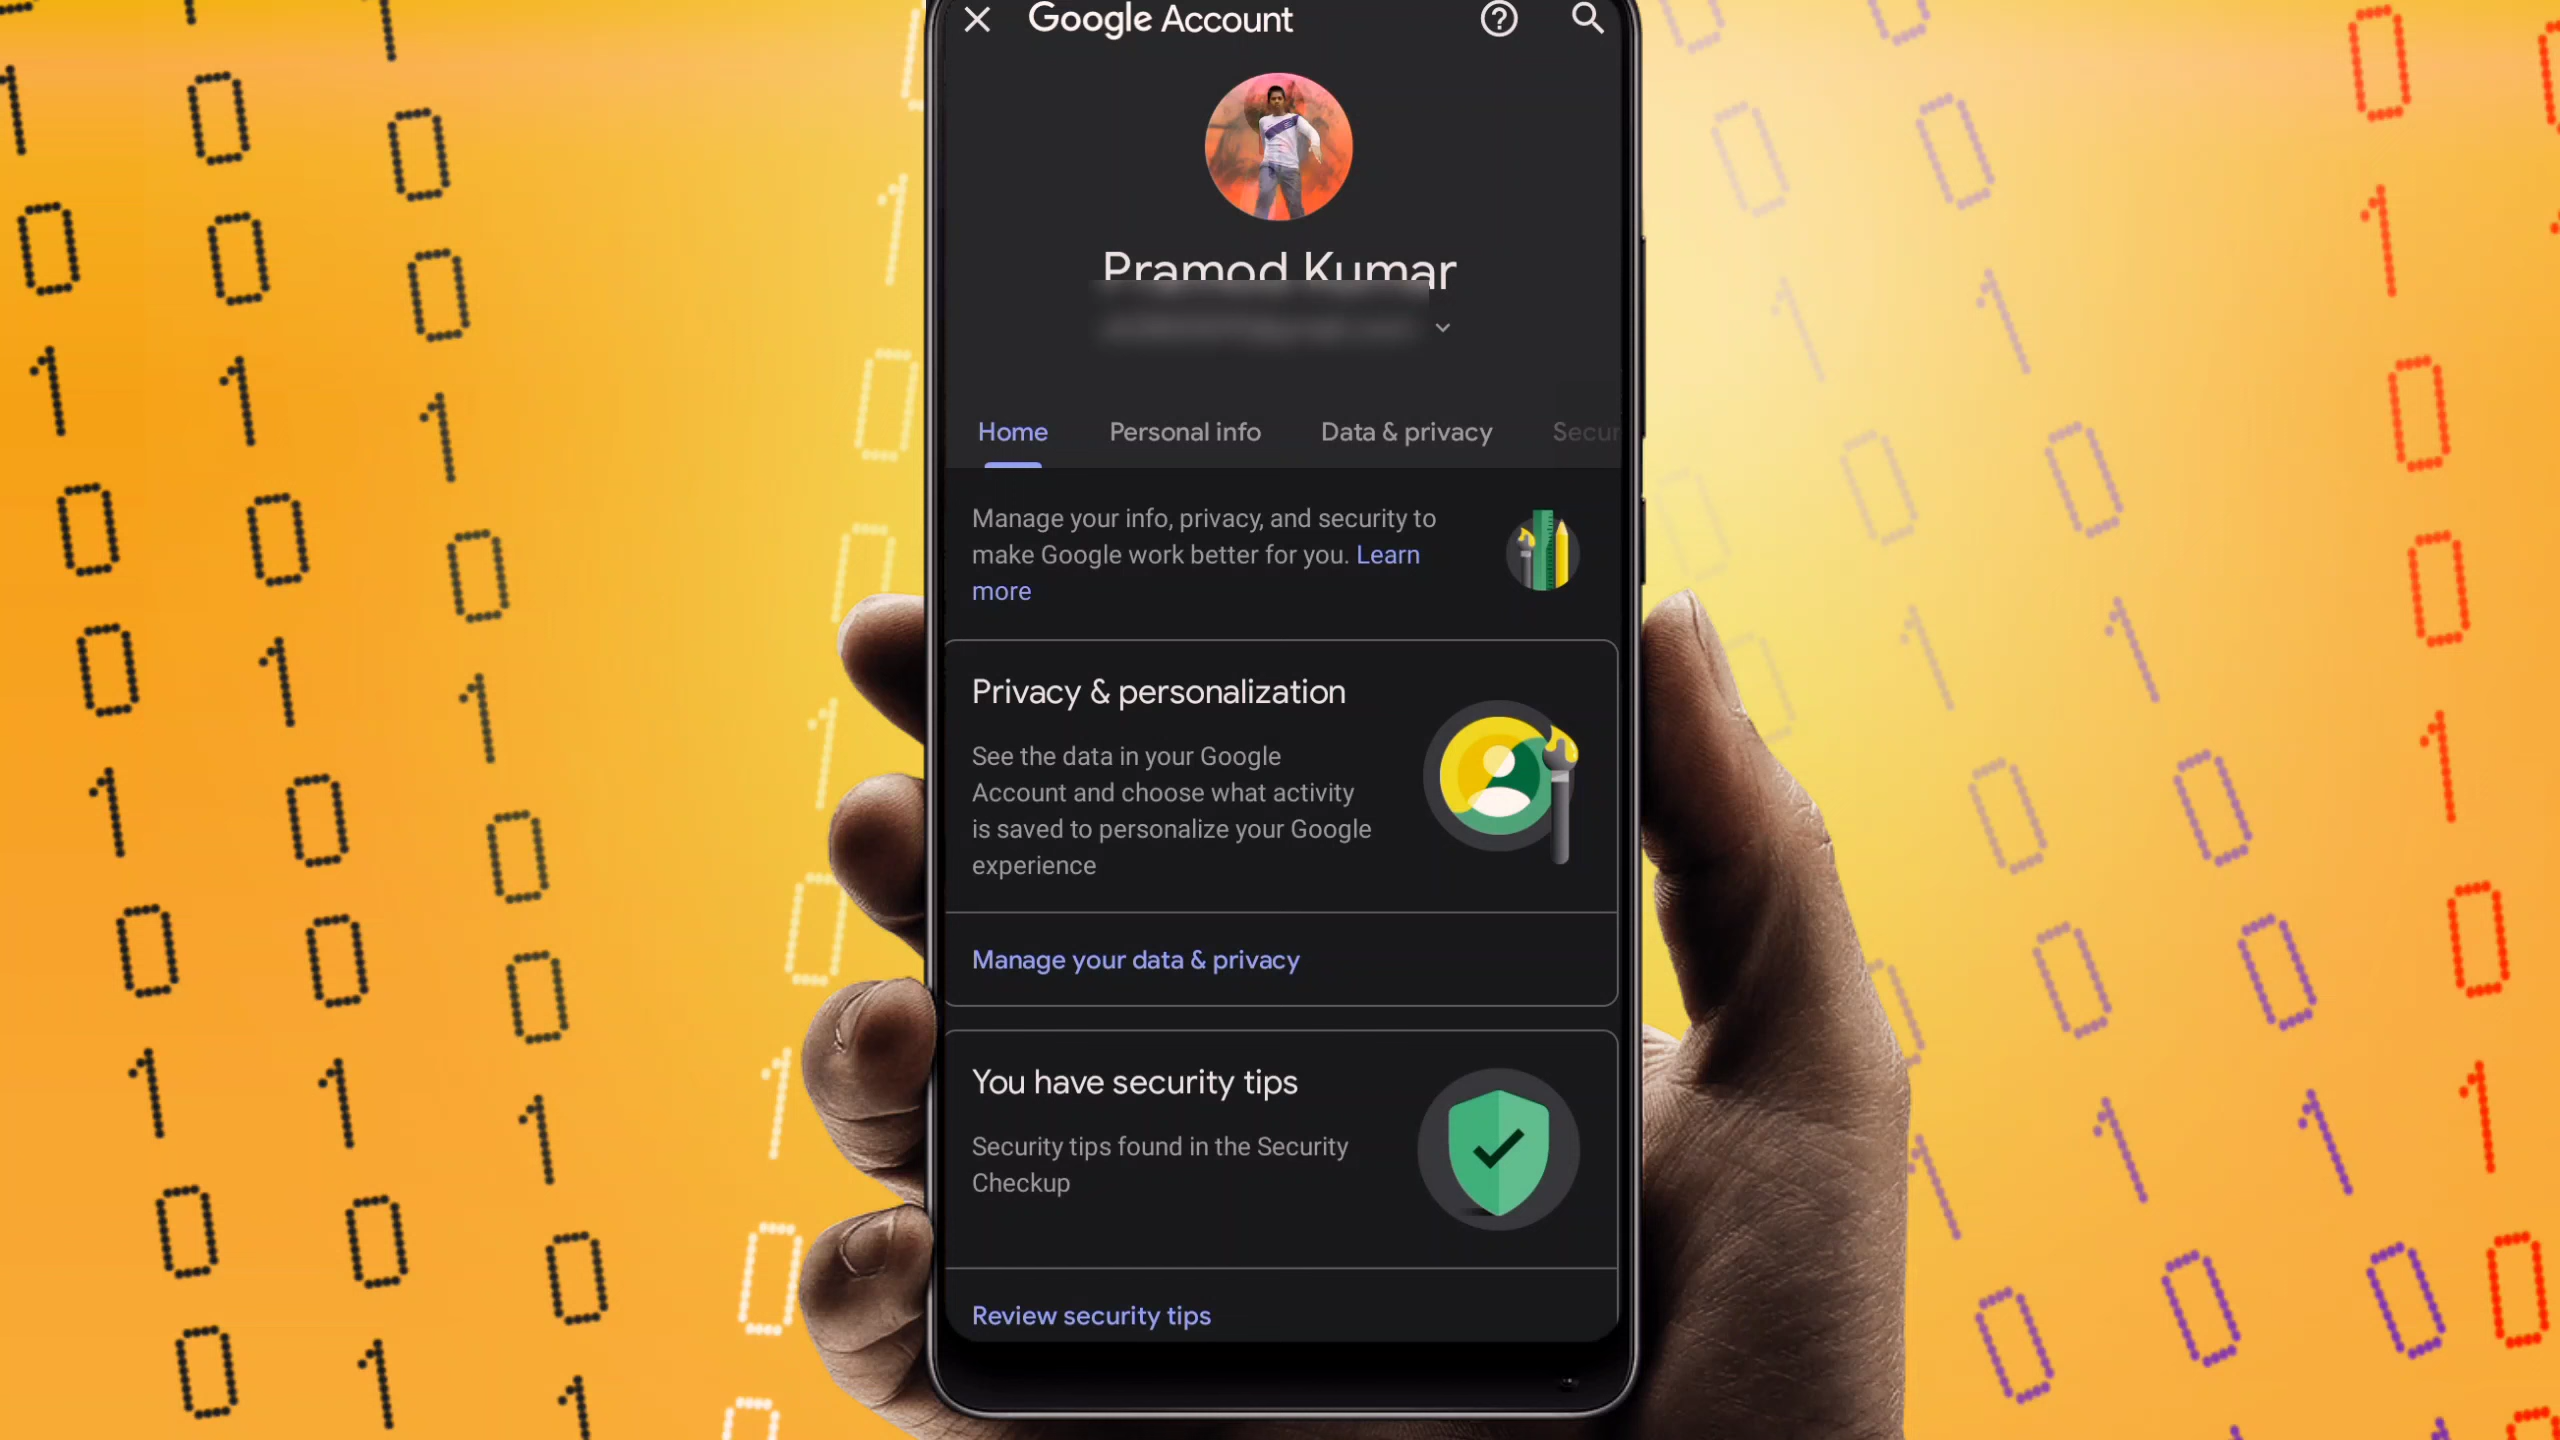 Google Account
Pramod Kumar
Home Personal info Data & privacy Secur
Manage your info, privacy, and security to
make Google work better for you. Learn
more
Privacy & personalization
See the data in your Google
Account and choose what activity
is saved to personalize your Google
experience
Manage your data & privacy
You have security tips
Security tips found in the Security
Checkup
Review security tips